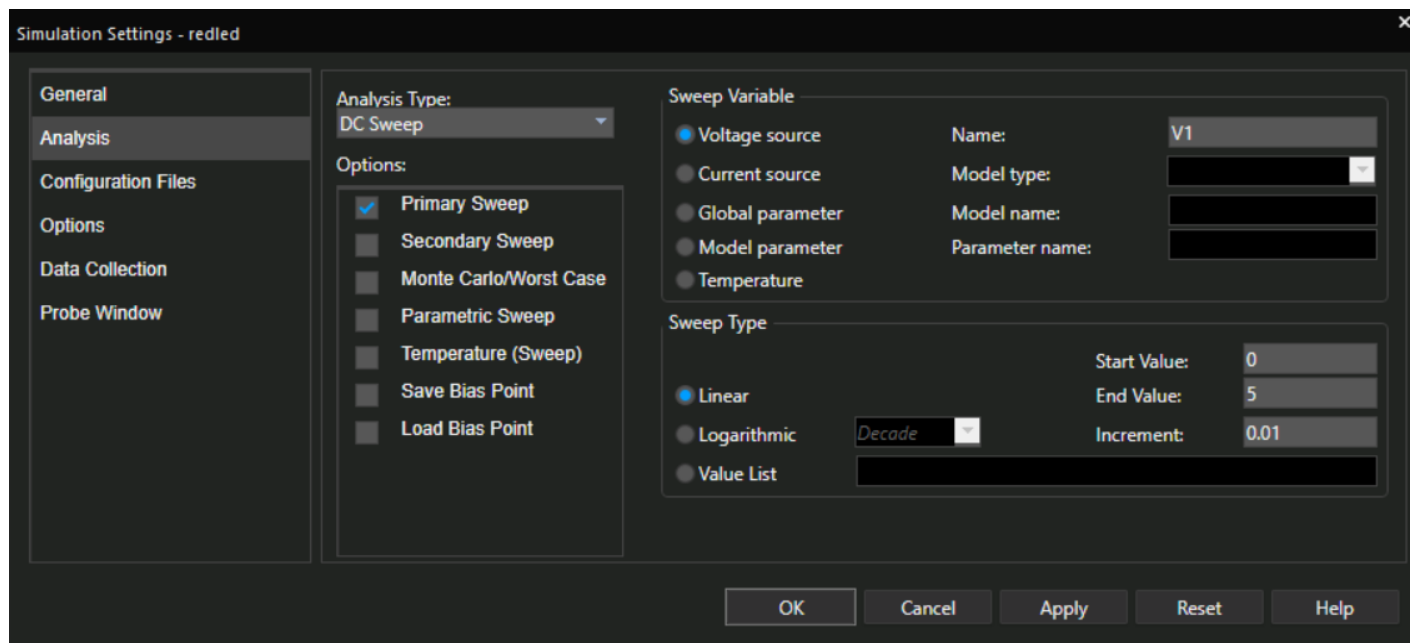 Simulation Settings - redled
General
Analysis
Configuration Files
Options
Data Collection
Probe Window
Analysis Type:
DC Sweep
Options:
Primary Sweep
Secondary Sweep
Monte Carlo/Worst Case
Parametric Sweep
Temperature (Sweep)
Save Bias Point
Load Bias Point
Sweep Variable
Voltage source
Name:
V1
Current source
Model type:
Global parameter
Model name:
Model parameter
Parameter name:
Temperature
Sweep Type
Start Value:
0
Linear
End Value:
5
Logarithmic
Decade
Increment:
0.01
Value List
OK
Cancel
Apply
Reset
Help